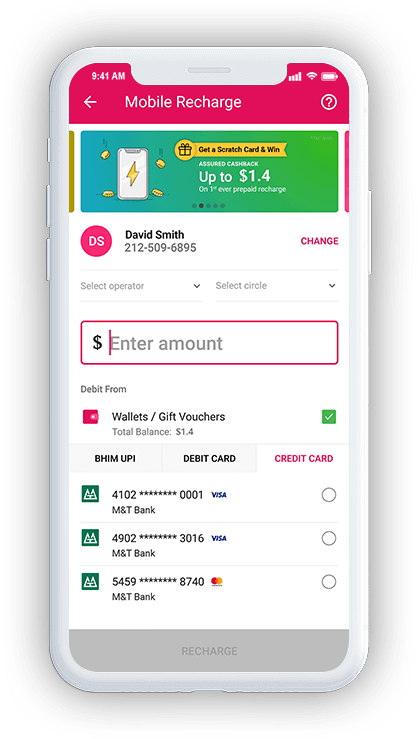 9:41 AM
Mobile Recharge
Get a Scratch Card & Win
ASSURED CASHBACK
Up to $1.4
On 1st ever prepaid recharge
DS
David Smith
212-509-6895
CHANGE
Select operator
Select circle
$ Enter amount
Debit From
Wallets / Gift Vouchers
Total Balance: $1.4
BHIM UPI
DEBIT CARD
CREDIT CARD
4102 ******** 0001 VISA
M&T Bank
4902 ******** 3016 VISA
M&T Bank
5459 ******** 8740
M&T Bank
RECHARGE